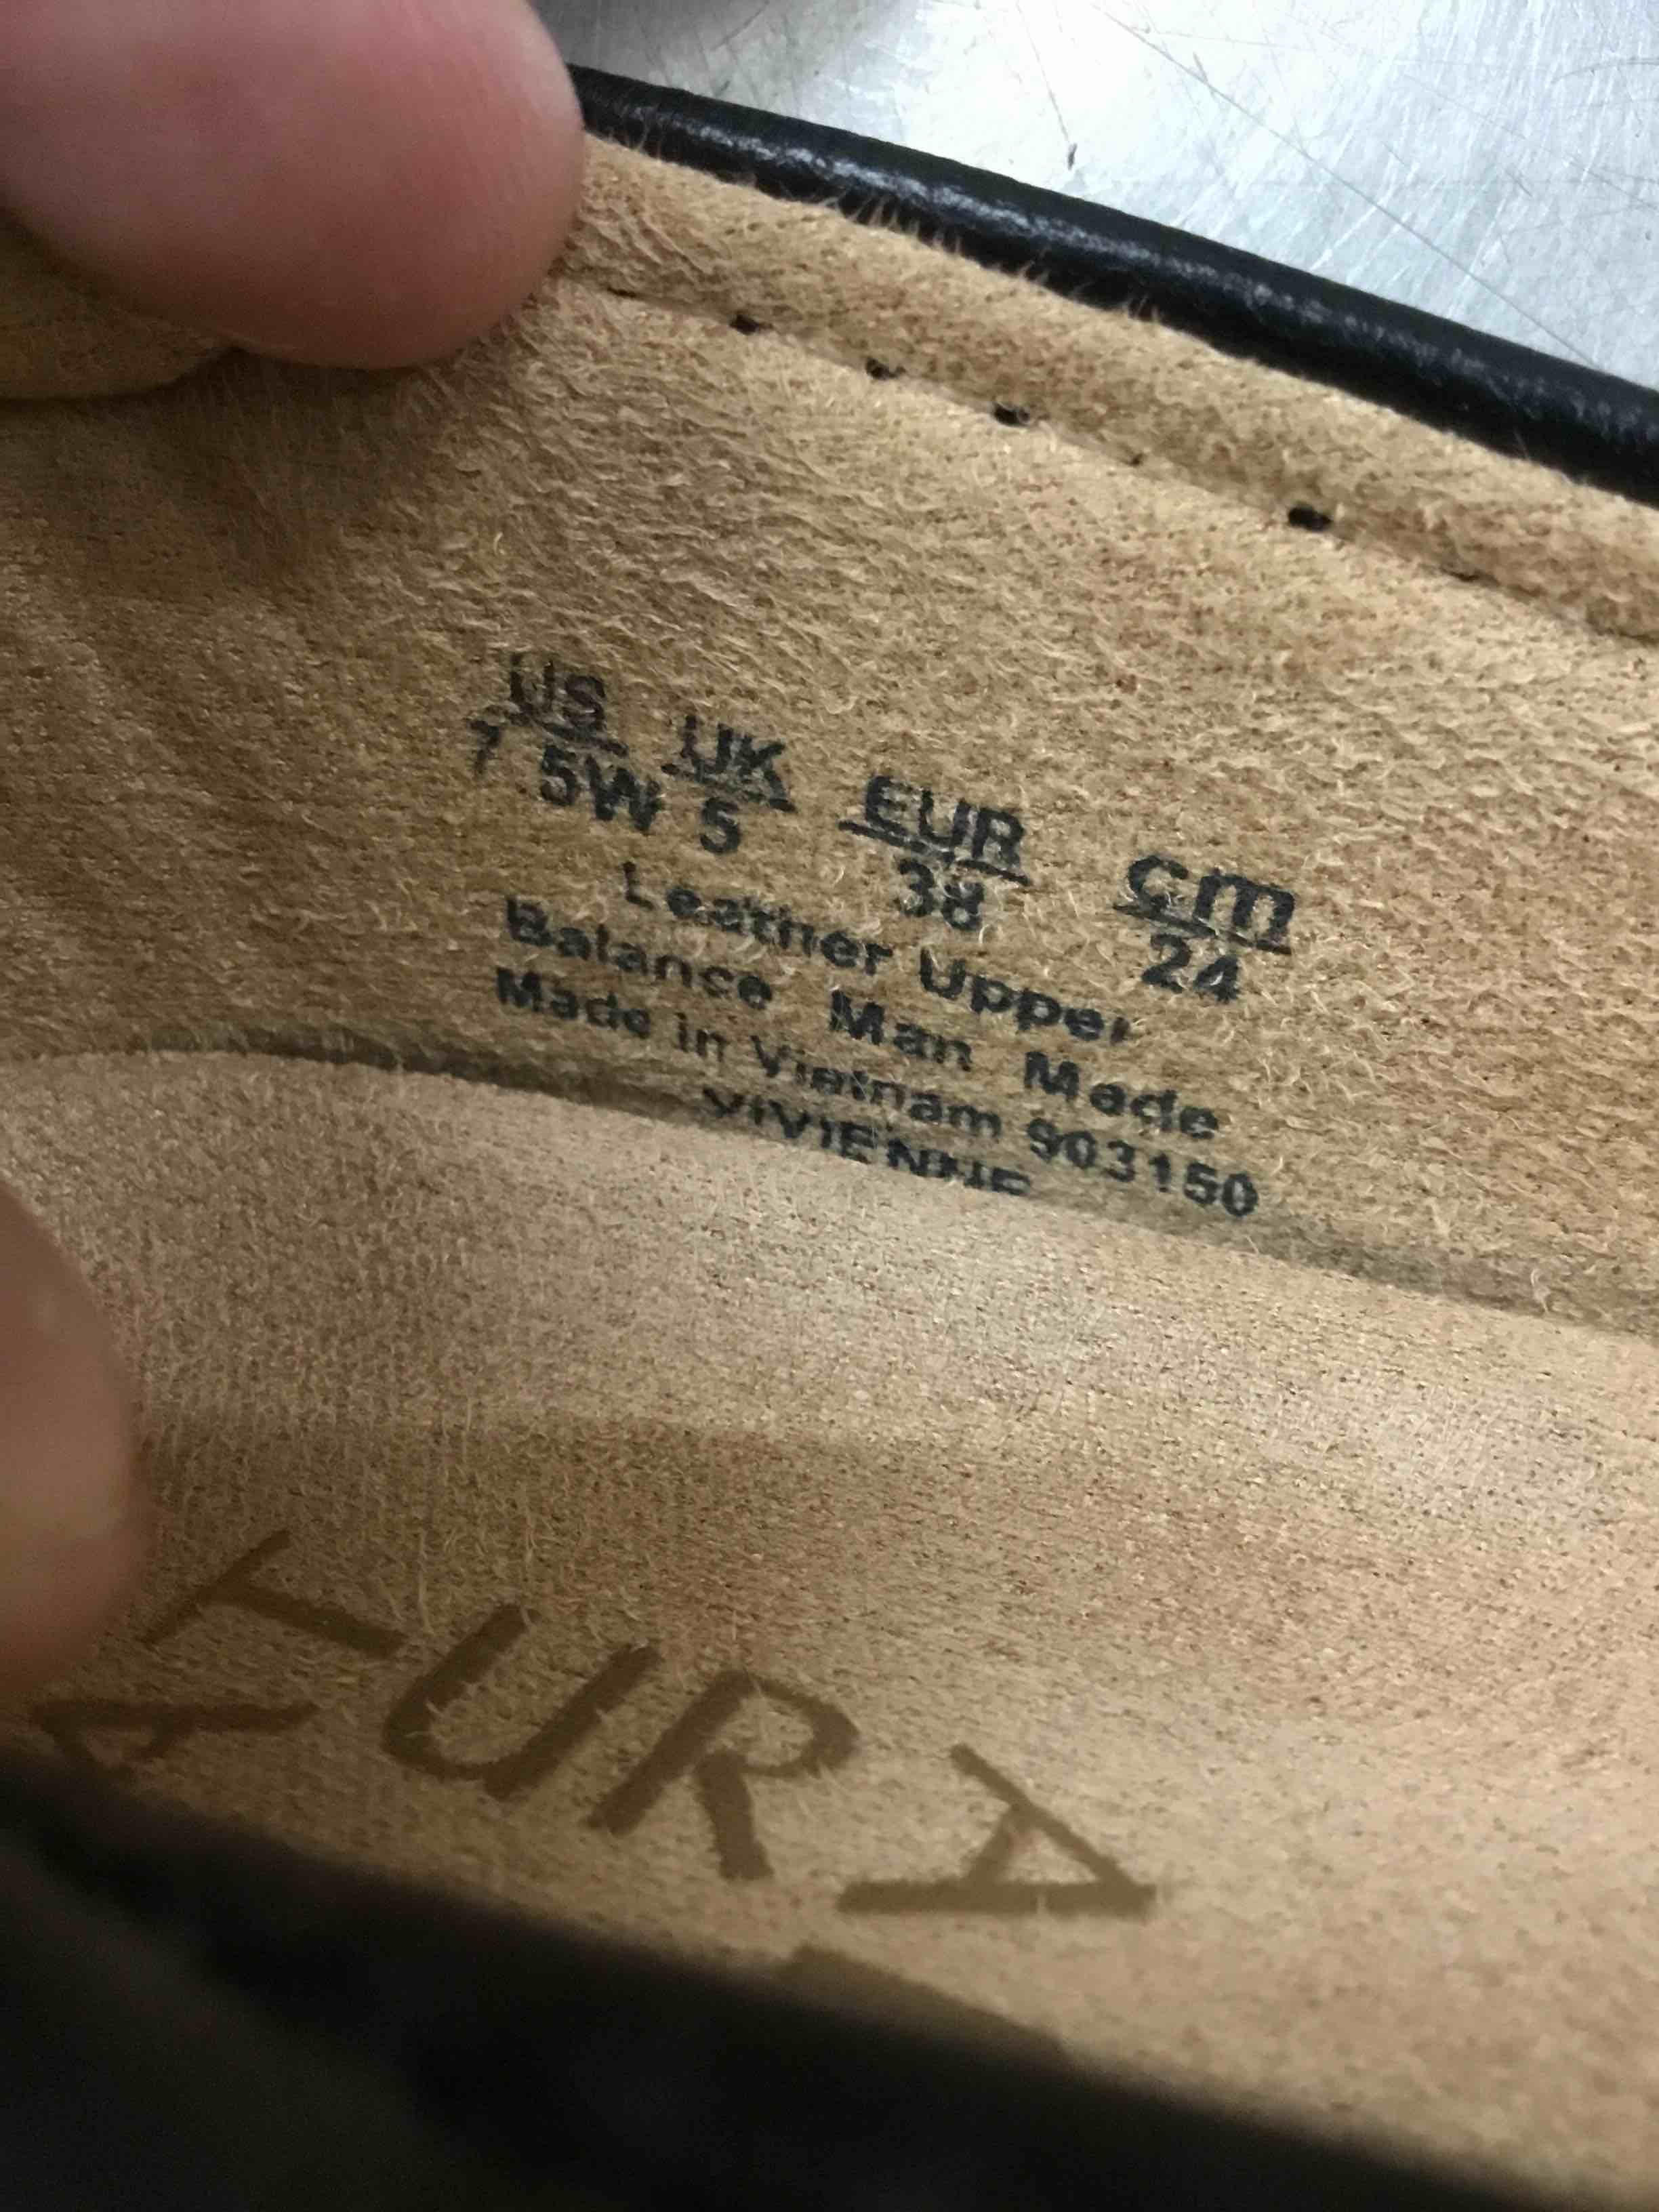 US UK EUR cm
7.5W 5 38 24
Leather Upper
Balance Man Made
Made in Vietnam 903150
VIVIENNE